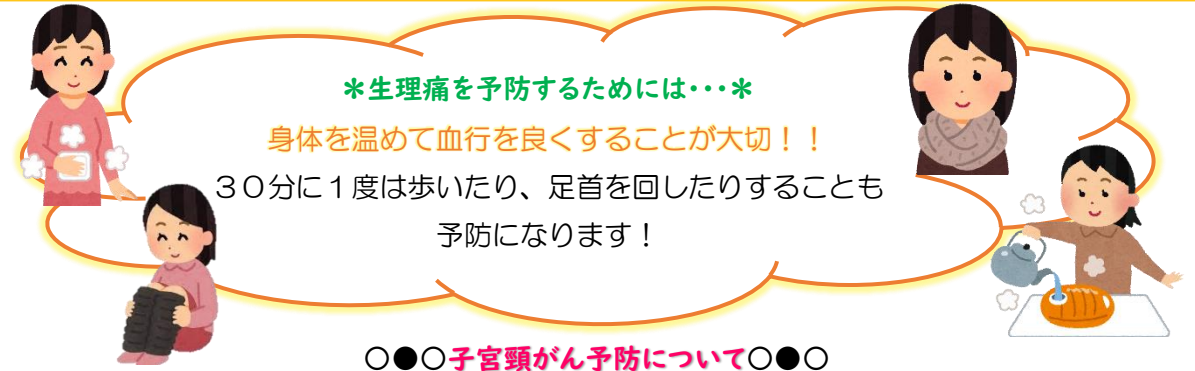 ＊生理痛を予防するためには・・・＊
身体を温めて血行を良くすることが大切！！
３０分に１度は歩いたり、足首を回したりすることも
予防になります！
○●○子宮頸がん予防について○●○